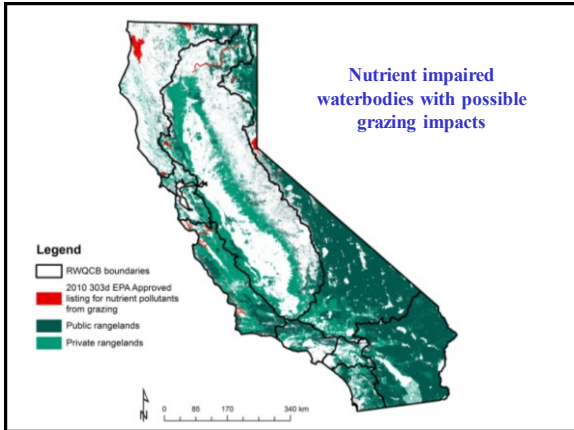 Nutrient impaired
waterbodies with possible
grazing impacts
Legend
RWQCB boundaries
2010 303d EPA Approved
listing for nutrient pollutants
from grazing
Public rangelands
Private rangelands
N
0 85 170 340 km